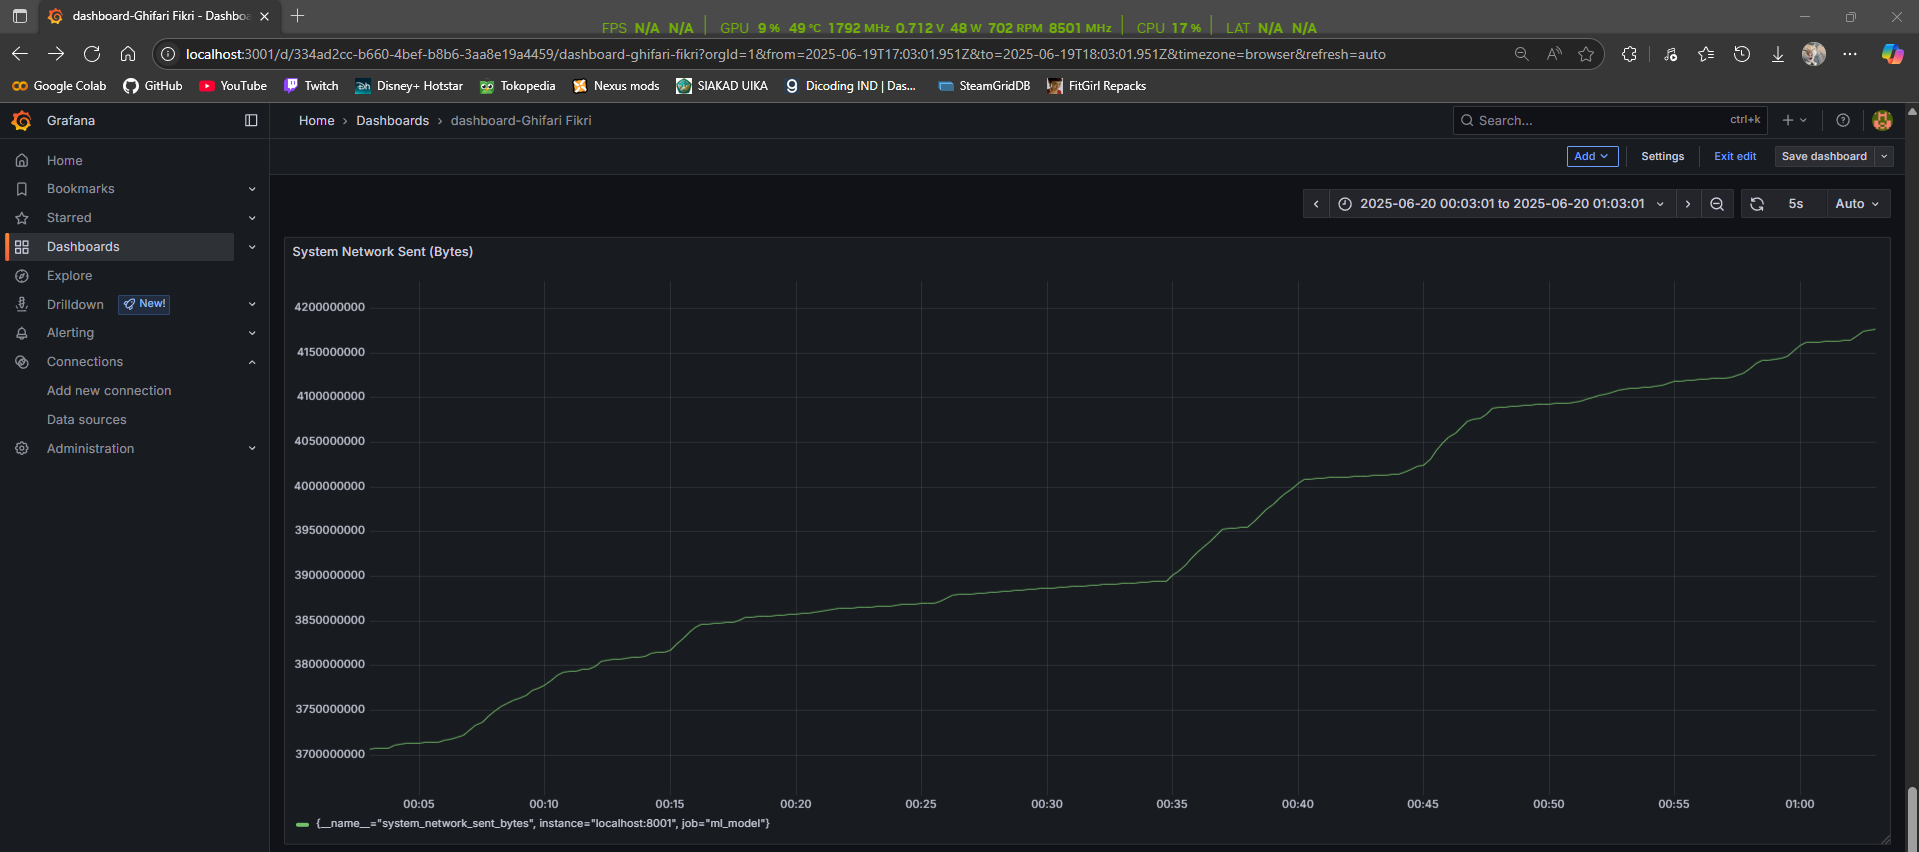 dashboard-Ghifari Fikri - Dashbo
FPS N/A N/A GPU 9 % 49 °C 1792 MHz 0.712 V 48 W 702 RPM 8501 MHz CPU 17 % LAT N/A N/A
localhost:3001/d/334ad2cc-b660-4bef-b8b6-3aa8e19a4459/dashboard-ghifari-fikri?orgId=1&from=2025-06-19T17:03:01.951Z&to=2025-06-19T18:03:01.951Z&timezone=browser&refresh=auto
Google Colab GitHub YouTube Twitch Disney+ Hotstar Tokopedia Nexus mods SIAKAD UIKA Dicoding IND | Das... SteamGridDB FitGirl Repacks
Grafana
Home › Dashboards › dashboard-Ghifari Fikri
Search... ctrl+k
Add Settings Exit edit Save dashboard
2025-06-20 00:03:01 to 2025-06-20 01:03:01 5s Auto
Home
Bookmarks
Starred
Dashboards
Explore
Drilldown New!
Alerting
Connections
Add new connection
Data sources
Administration
System Network Sent (Bytes)
4200000000
4150000000
4100000000
4050000000
4000000000
3950000000
3900000000
3850000000
3800000000
3750000000
3700000000
00:05 00:10 00:15 00:20 00:25 00:30 00:35 00:40 00:45 00:50 00:55 01:00
{__name__="system_network_sent_bytes", instance="localhost:8001", job="ml_model"}